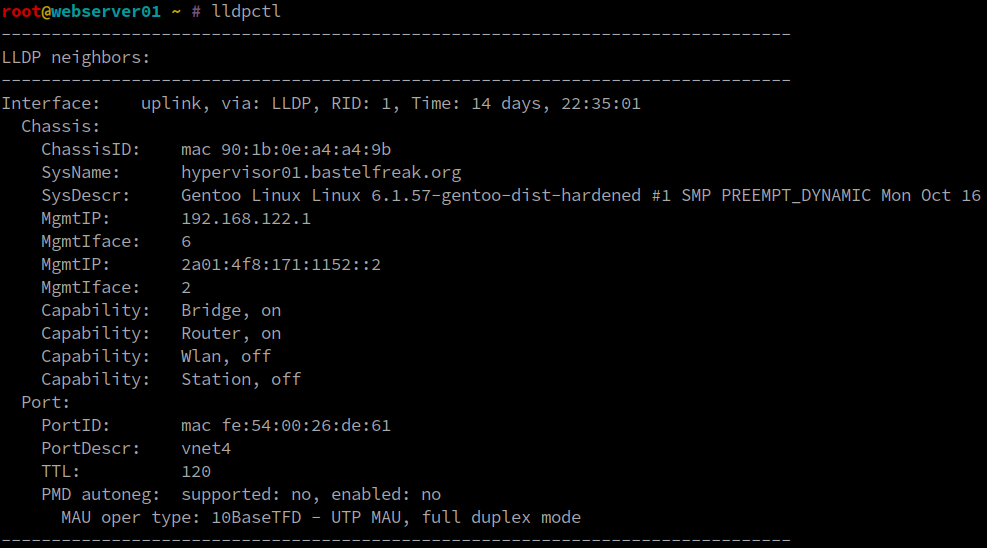 root@webserver01 ~ # lldpctl
-------------------------------------------------------------------------------
LLDP neighbors:
-------------------------------------------------------------------------------
Interface:    uplink, via: LLDP, RID: 1, Time: 14 days, 22:35:01
  Chassis:
    ChassisID:    mac 90:1b:0e:a4:a4:9b
    SysName:      hypervisor01.bastelfreak.org
    SysDescr:     Gentoo Linux Linux 6.1.57-gentoo-dist-hardened #1 SMP PREEMPT_DYNAMIC Mon Oct 16
    MgmtIP:       192.168.122.1
    MgmtIface:    6
    MgmtIP:       2a01:4f8:171:1152::2
    MgmtIface:    2
    Capability:   Bridge, on
    Capability:   Router, on
    Capability:   Wlan, off
    Capability:   Station, off
  Port:
    PortID:       mac fe:54:00:26:de:61
    PortDescr:    vnet4
    TTL:          120
    PMD autoneg:  supported: no, enabled: no
      MAU oper type: 10BaseTFD - UTP MAU, full duplex mode
-------------------------------------------------------------------------------